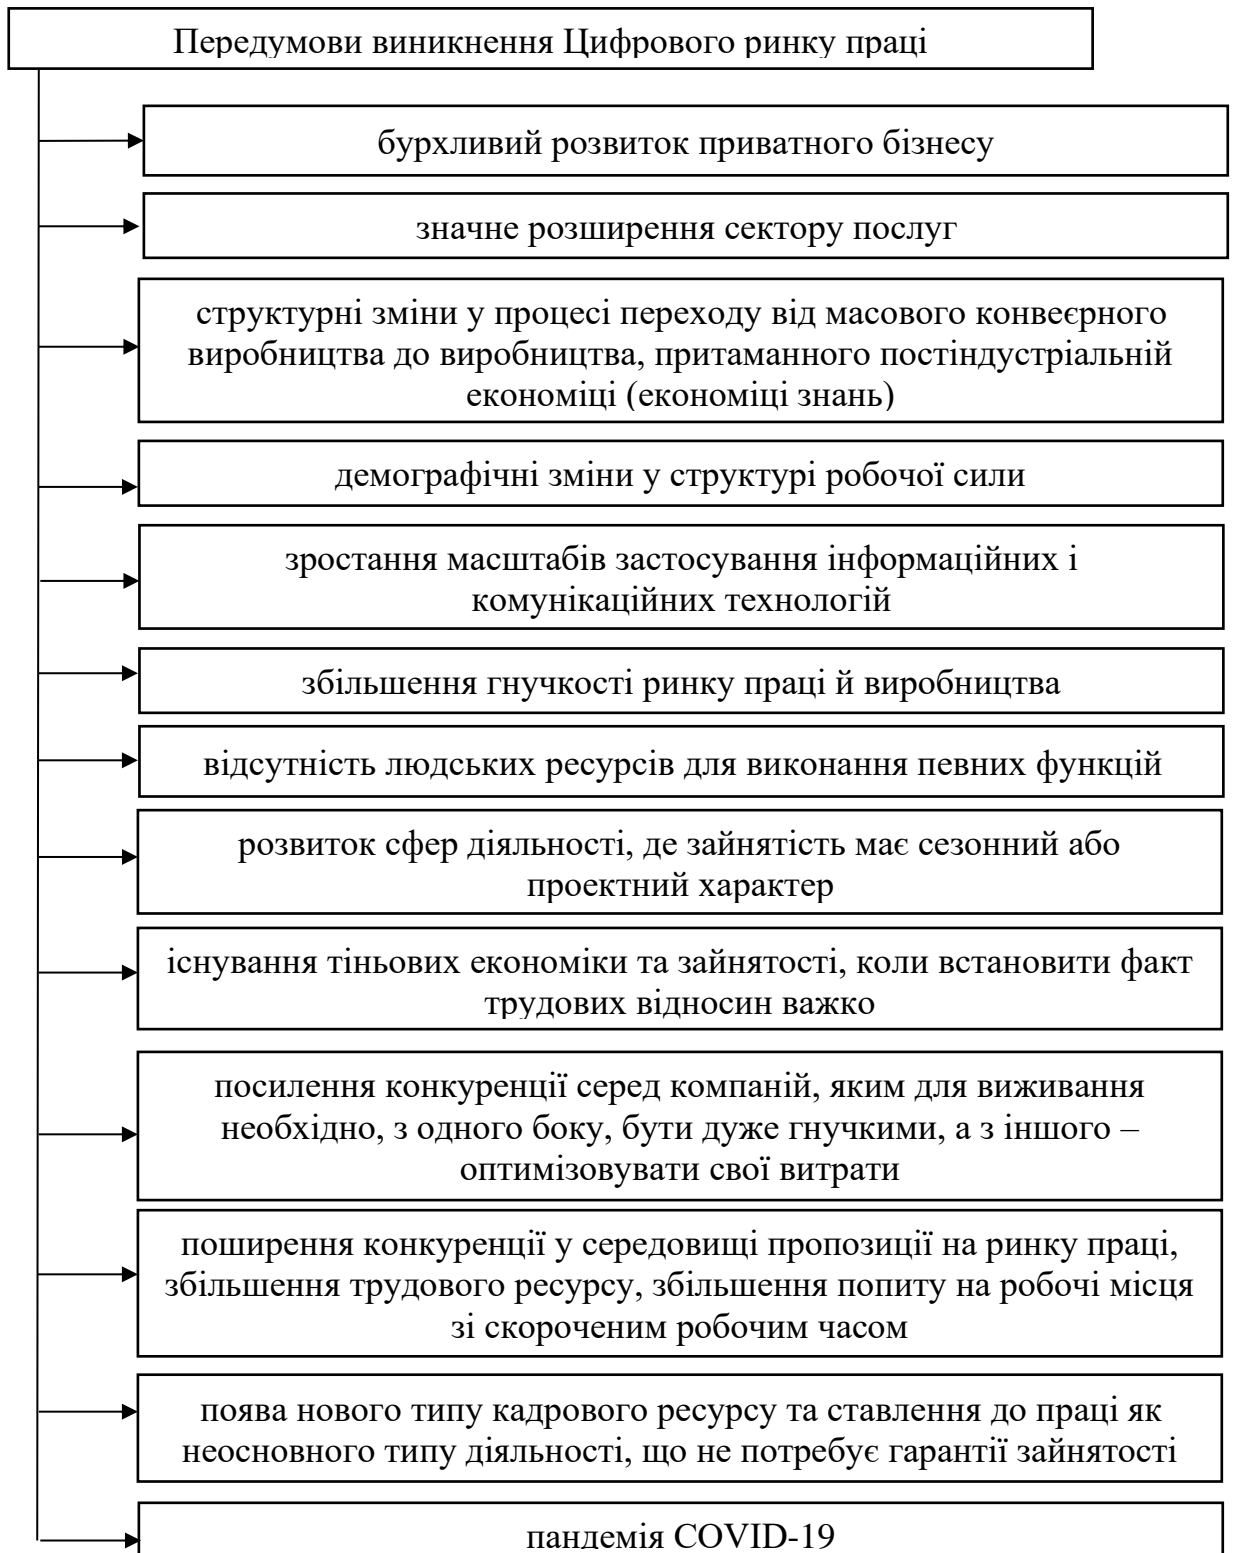 Передумови виникнення Цифрового ринку праці
бурхливий розвиток приватного бізнесу
значне розширення сектору послуг
структурні зміни у процесі переходу від масового конвеєрного
виробництва до виробництва, притаманного постіндустріальній
економіці (економіці знань)
демографічні зміни у структурі робочої сили
зростання масштабів застосування інформаційних і
комунікаційних технологій
збільшення гнучкості ринку праці й виробництва
відсутність людських ресурсів для виконання певних функцій
розвиток сфер діяльності, де зайнятість має сезонний або
проектний характер
існування тіньових економіки та зайнятості, коли встановити факт
трудових відносин важко
посилення конкуренції серед компаній, яким для виживання
необхідно, з одного боку, бути дуже гнучкими, а з іншого –
оптимізовувати свої витрати
поширення конкуренції у середовищі пропозиції на ринку праці,
збільшення трудового ресурсу, збільшення попиту на робочі місця
зі скороченим робочим часом
поява нового типу кадрового ресурсу та ставлення до праці як
неосновного типу діяльності, що не потребує гарантії зайнятості
пандемія COVID-19